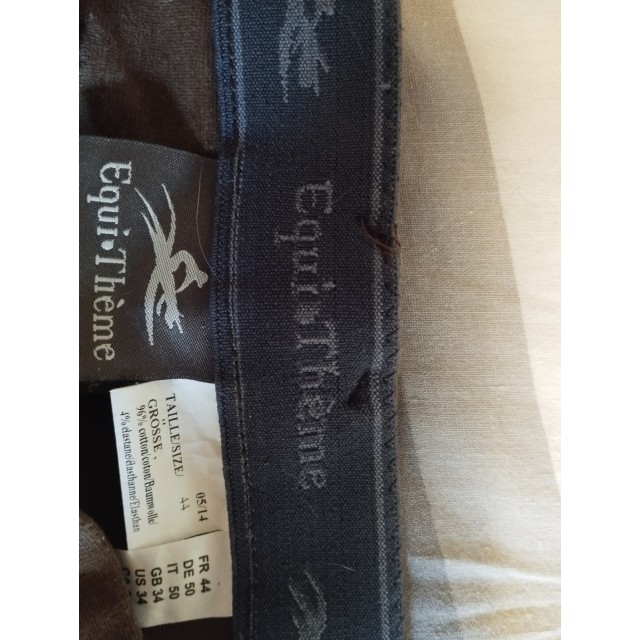 Equi•Thème
Equi•Thème
TAILLE/SIZE/
GRÖSSE :
44
05/14
96% cotton/coton/Baumwolle/
4% elastane/élasthanne/Elasthan
FR 44
DE 50
IT 50
GB 34
US 34